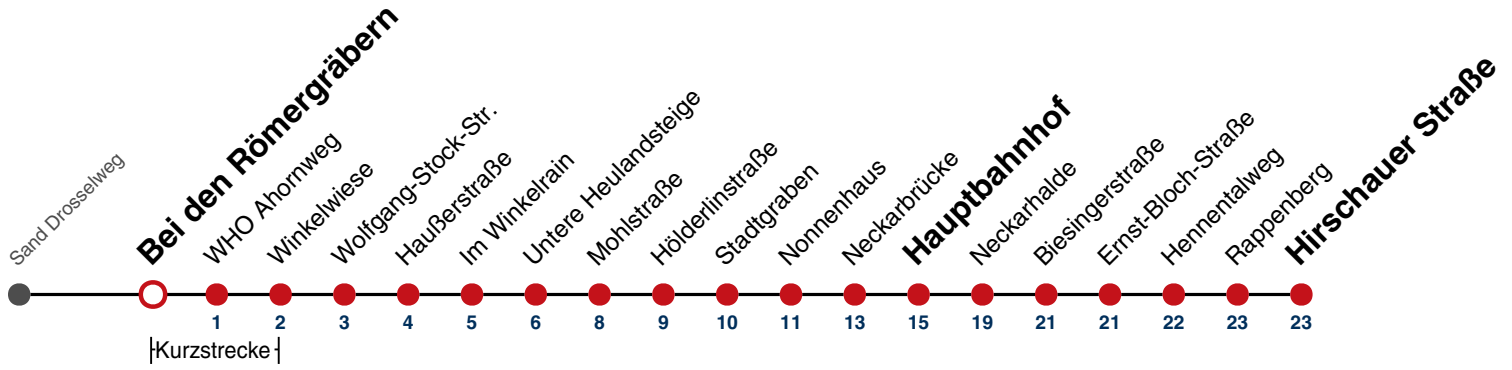 Sand Drosselweg
Bei den Römergräbern
WHO Ahornweg
Winkelwiese
Wolfgang-Stock-Str.
Haußerstraße
Im Winkelrain
Untere Heulandsteige
Mohlstraße
Hölderlinstraße
Stadtgraben
Nonnenhaus
Neckarbrücke
Hauptbahnhof
Neckarhalde
Biesingerstraße
Ernst-Bloch-Straße
Hennentalweg
Rappenberg
Hirschauer Straße
1 2 3 4 5 6 8 9 10 11 13 15 19 21 21 22 23 23
Kurzstrecke